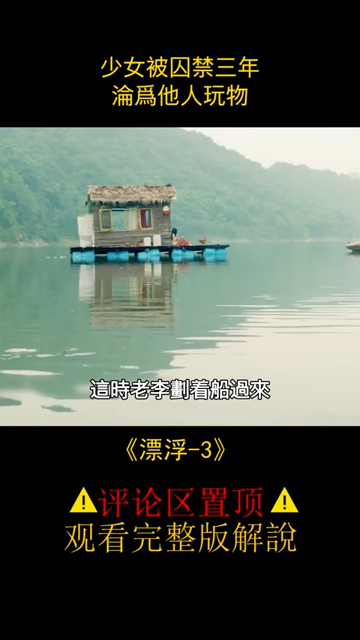 少女被囚禁三年
淪爲他人玩物
這時老李劃着船過來
《漂浮-3》
评论区置顶
观看完整版解說